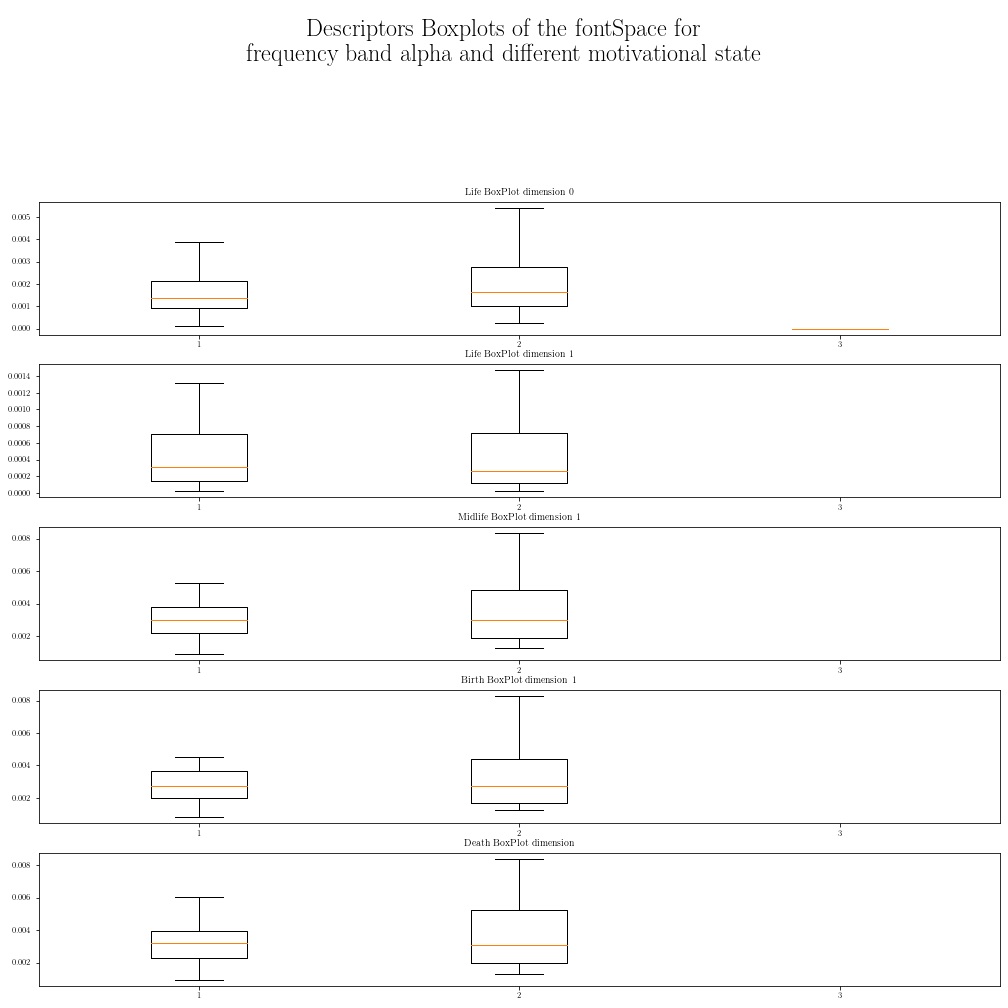 Descriptors Boxplots of the fontSpace for
frequency band alpha and different motivational state
Life BoxPlot dimension 0
0.005
0.004
0.003
0.002
0.001
0.000
1 2 3
Life BoxPlot dimension 1
0.0014
0.0012
0.0010
0.0008
0.0006
0.0004
0.0002
0.0000
1 2 3
Midlife BoxPlot dimension 1
0.008
0.006
0.004
0.002
1 2 3
Birth BoxPlot dimension 1
0.008
0.006
0.004
0.002
1 2 3
Death BoxPlot dimension
0.008
0.006
0.004
0.002
1 2 3